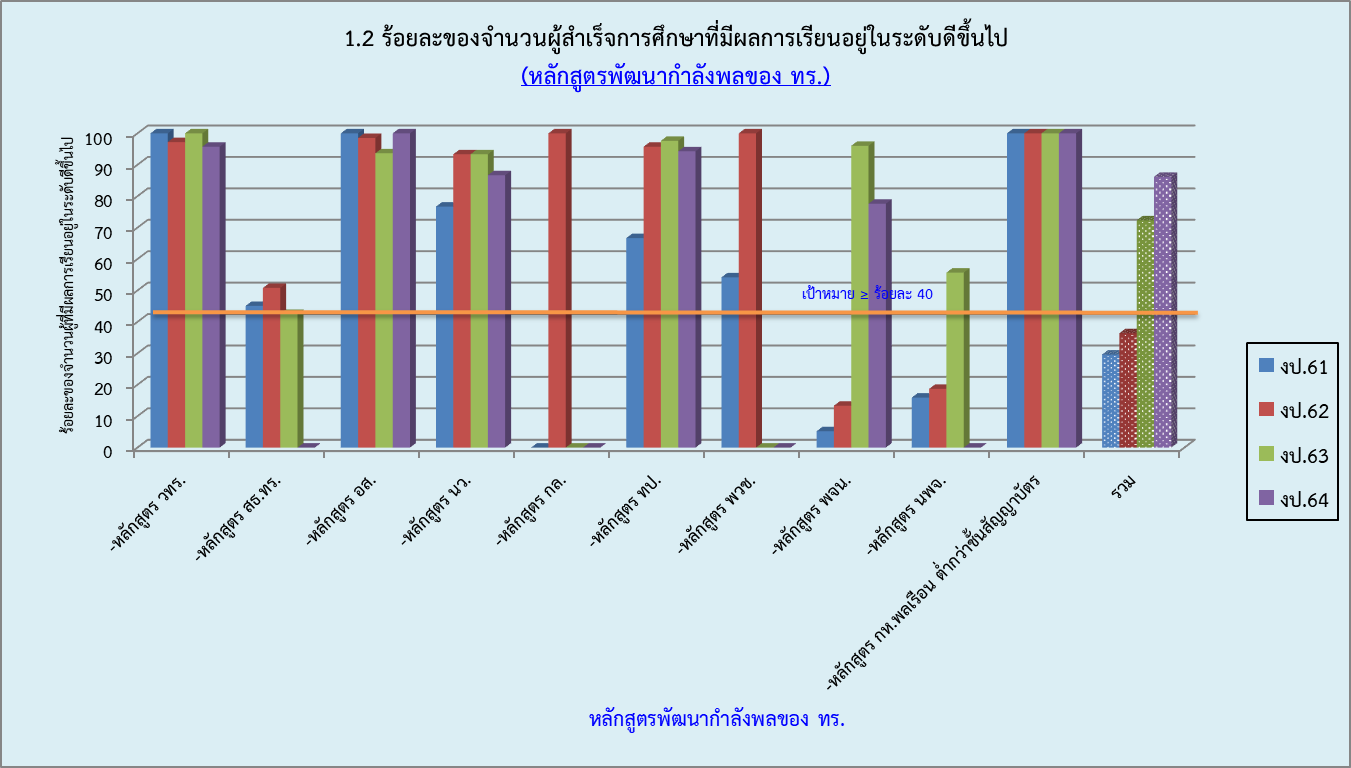 1.2 ร้อยละของจำนวนผู้สำเร็จการศึกษาที่มีผลการเรียนอยู่ในระดับดีขึ้นไป
(หลักสูตรพัฒนากำลังพลของ ทร.)
ร้อยละของจำนวนผู้ที่มีผลการเรียนอยู่ในระดับดีขึ้นไป
100
90
80
70
60
50
40
30
20
10
0
เป้าหมาย ≥ ร้อยละ 40
งป.61
งป.62
งป.63
งป.64
-หลักสูตร วทร.
-หลักสูตร สธ.ทร.
-หลักสูตร อส.
-หลักสูตร นว.
-หลักสูตร กล.
-หลักสูตร ทป.
-หลักสูตร พวช.
-หลักสูตร พจน.
-หลักสูตร นพจ.
-หลักสูตร กห.พลเรือน ต่ำกว่าชั้นสัญญาบัตร
รวม
หลักสูตรพัฒนากำลังพลของ ทร.